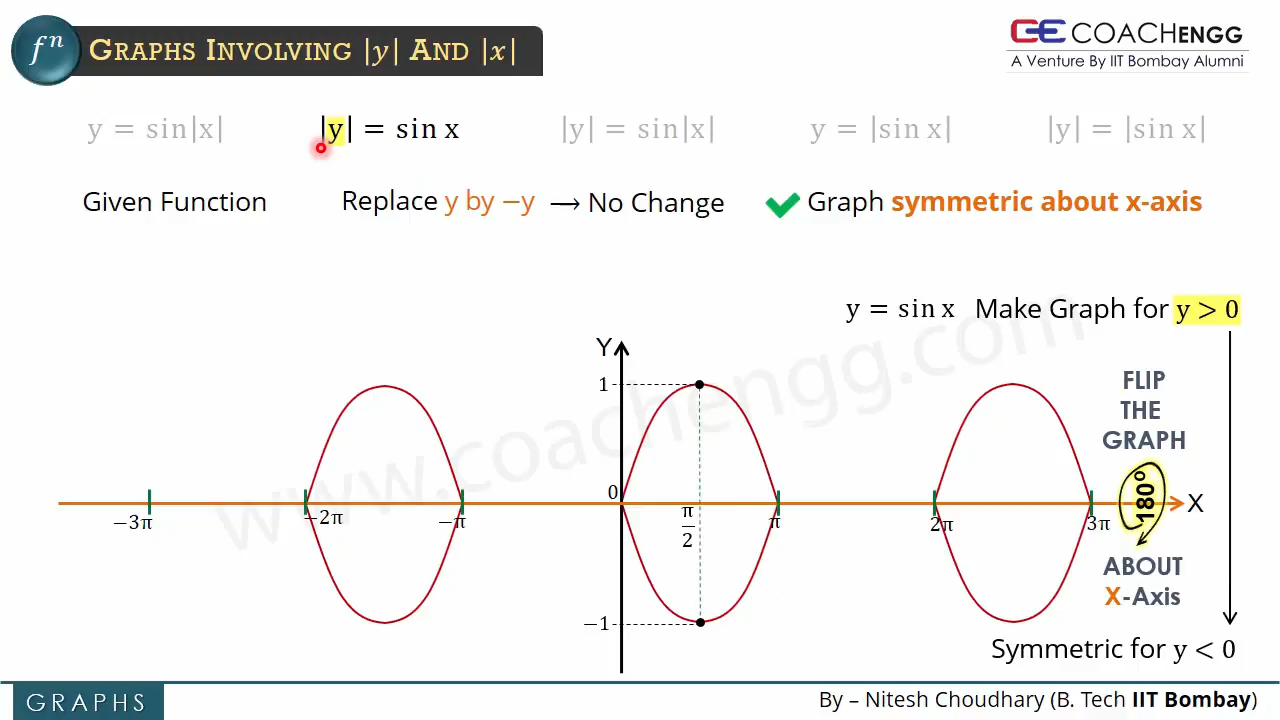 fⁿ GRAPHS INVOLVING |y| AND |x|
CE COACHENGG
A Venture By IIT Bombay Alumni
y = sin|x|
|y| = sin x
|y| = sin|x|
y = |sin x|
|y| = |sin x|
Given Function
Replace y by −y → No Change
✔ Graph symmetric about x-axis
y = sin x Make Graph for y > 0
www.coachengg.com
Y
1
FLIP
THE
GRAPH
180°
0
X
−3π
−2π
−π
π/2
π
2π
3π
ABOUT
X-Axis
−1
Symmetric for y < 0
GRAPHS
By – Nitesh Choudhary (B. Tech IIT Bombay)